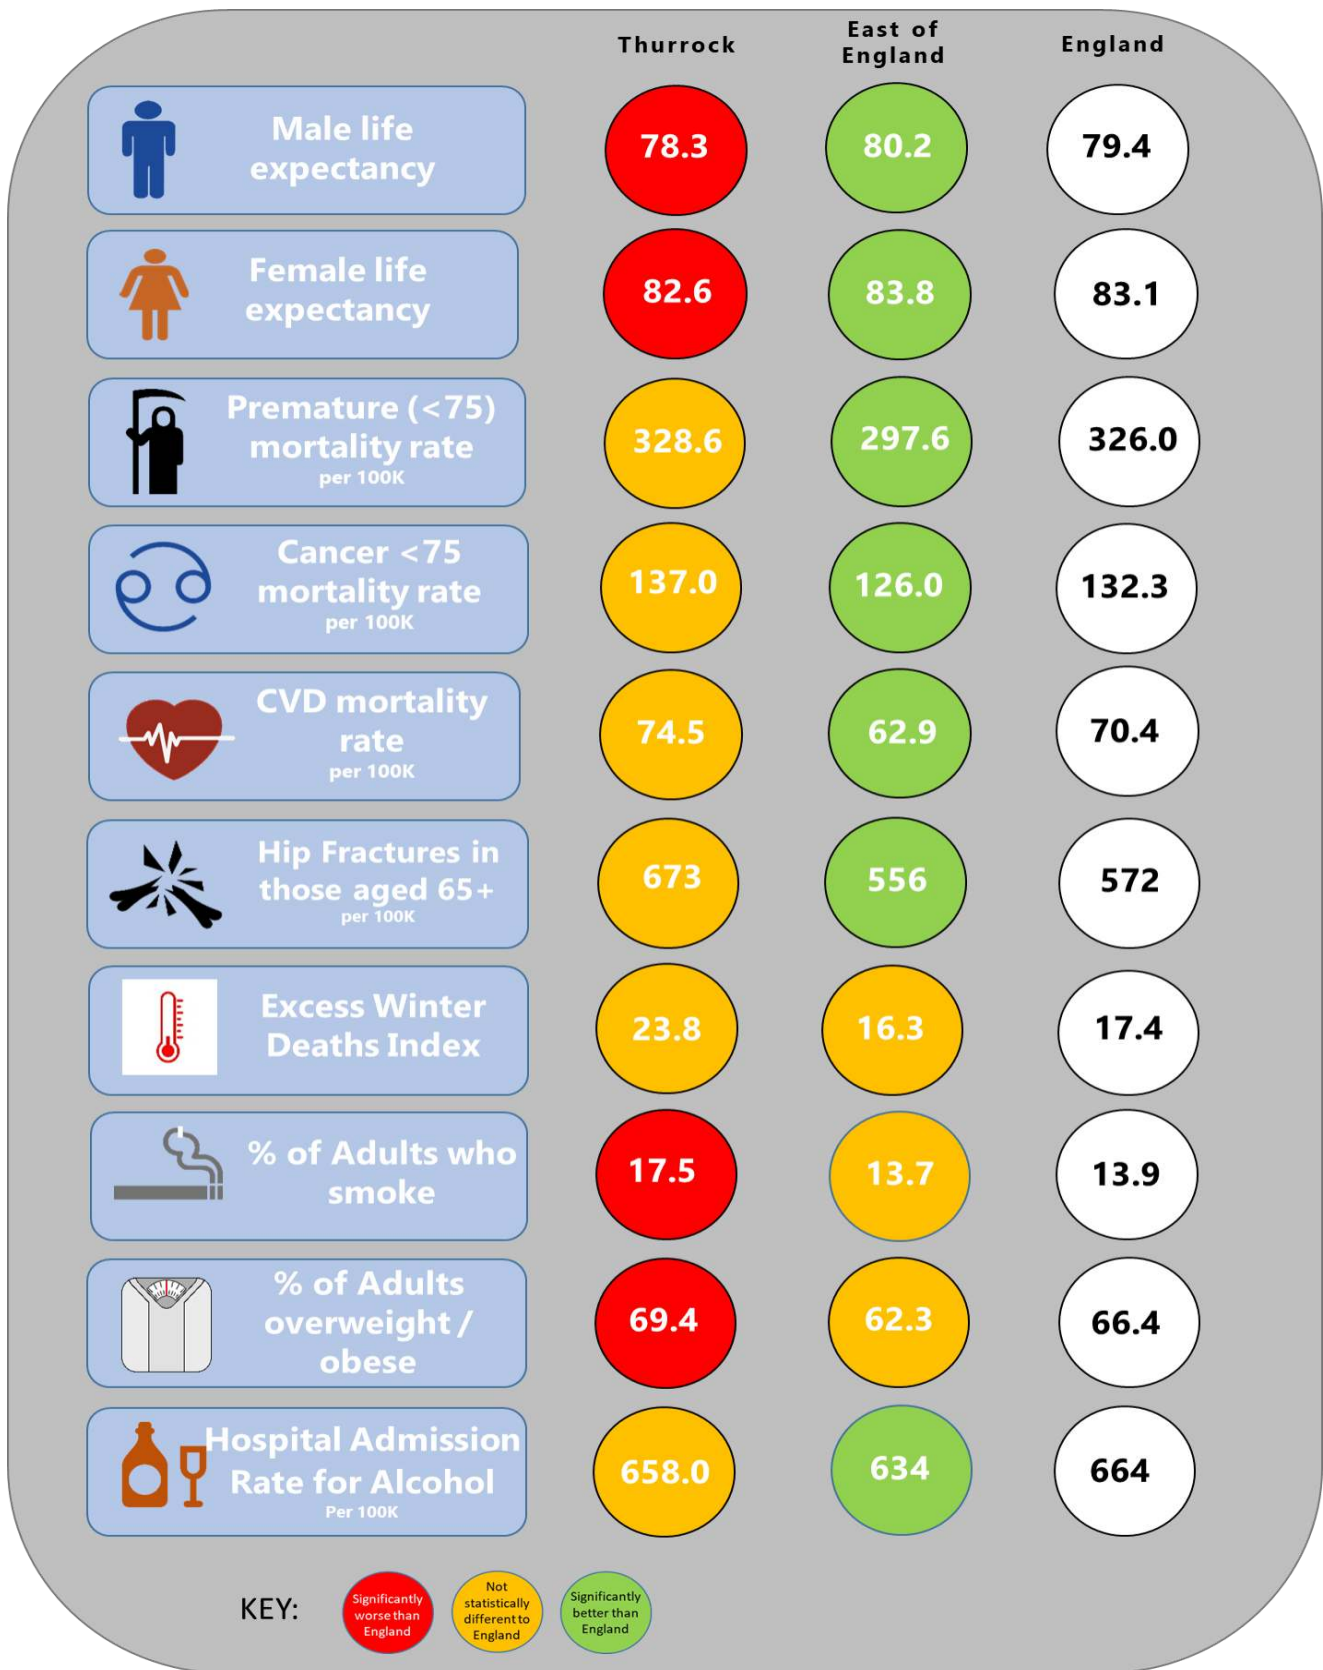 Thurrock
East of
England
England
Male life
expectancy
78.3
80.2
79.4
Female life
expectancy
82.6
83.8
83.1
Premature (<75)
mortality rate
per 100K
328.6
297.6
326.0
Cancer <75
mortality rate
per 100K
137.0
126.0
132.3
CVD mortality
rate
per 100K
74.5
62.9
70.4
Hip Fractures in
those aged 65+
per 100K
673
556
572
Excess Winter
Deaths Index
23.8
16.3
17.4
% of Adults who
smoke
17.5
13.7
13.9
% of Adults
overweight /
obese
69.4
62.3
66.4
Hospital Admission
Rate for Alcohol
Per 100K
658.0
634
664
KEY:
Significantly
worse than
England
Not
statistically
different to
England
Significantly
better than
England